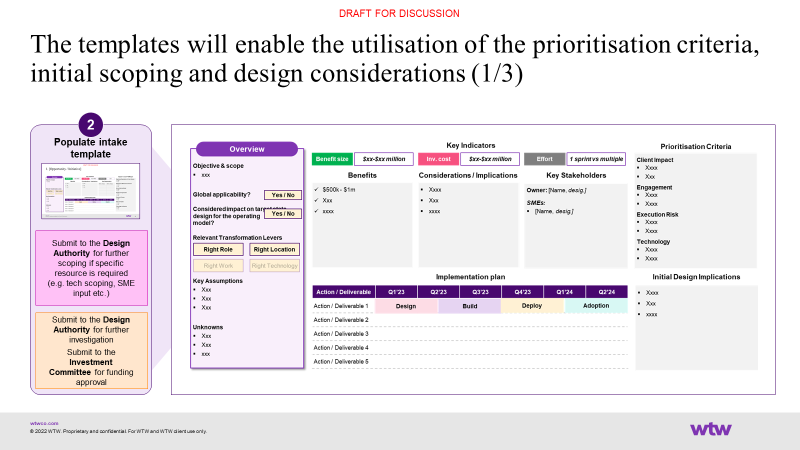 DRAFT FOR DISCUSSION
The templates will enable the utilisation of the prioritisation criteria,
initial scoping and design considerations (1/3)
2
Populate intake
template
Submit to the Design
Authority for further
scoping if specific
resource is required
(e.g. tech scoping, SME
input etc.)
Submit to the Design
Authority for further
investigation
Submit to the
Investment
Committee for funding
approval
Overview
Objective & scope
• xxx
Global applicability?
Yes / No
Considered impact on target state
design for the operating
model?
Yes / No
Relevant Transformation Levers
Right Role
Right Location
Right Work
Right Technology
Key Assumptions
• Xxx
• Xxx
• Xxx
Unknowns
• Xxx
• Xxx
• xxx
Key Indicators
Benefit size
$xx-$xx million
Inv. cost
$xx-$xx million
Effort
1 sprint vs multiple
Benefits
✓ $500k - $1m
✓ Xxx
✓ xxxx
Considerations / Implications
• Xxxx
• Xxx
• xxxx
Key Stakeholders
Owner: [Name, desig.]
SMEs:
• [Name, desig.]
Implementation plan
Action / Deliverable Q1'23 Q2'23 Q3'23 Q4'23 Q1'24 Q2'24
Action / Deliverable 1 Design Build Deploy Adoption
Action / Deliverable 2
Action / Deliverable 3
Action / Deliverable 4
Action / Deliverable 5
Prioritisation Criteria
Client Impact
• Xxxx
• Xxx
Engagement
• Xxxx
• Xxxx
Execution Risk
• Xxxx
• Xxxx
Technology
• Xxxx
• Xxxx
Initial Design Implications
• Xxxx
• Xxx
• xxxx
wtwco.com
© 2022 WTW. Proprietary and confidential. For WTW and WTW client use only.
wtw